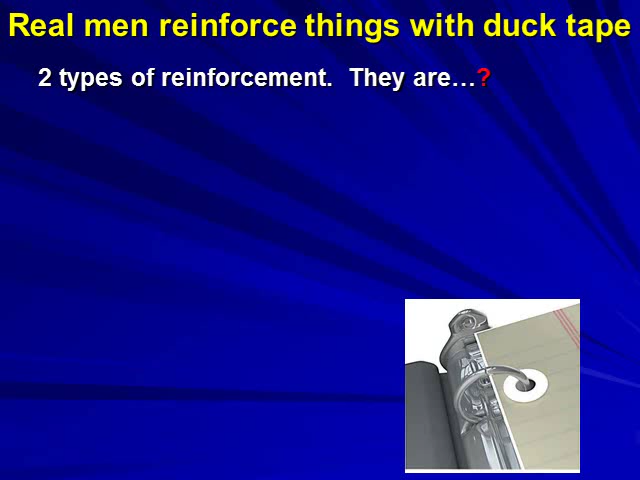 Real men reinforce things with duck tape
2 types of reinforcement.  They are…?